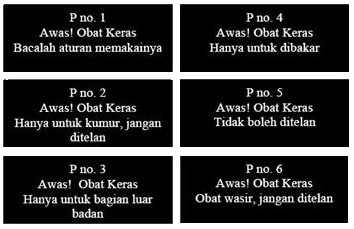 P no. 1
Awas! Obat Keras
Bacalah aturan memakainya
P no. 2
Awas! Obat Keras
Hanya untuk kumur, jangan
ditelan
P no. 3
Awas! Obat Keras
Hanya untuk bagian luar
badan
P no. 4
Awas! Obat Keras
Hanya untuk dibakar
P no. 5
Awas! Obat Keras
Tidak boleh ditelan
P no. 6
Awas! Obat Keras
Obat wasir, jangan ditelan